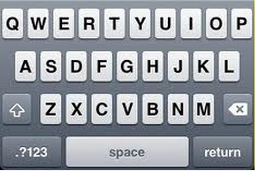 Q W E R T Y U I O P
A S D F G H J K L
Z X C V B N M
.?123 space return